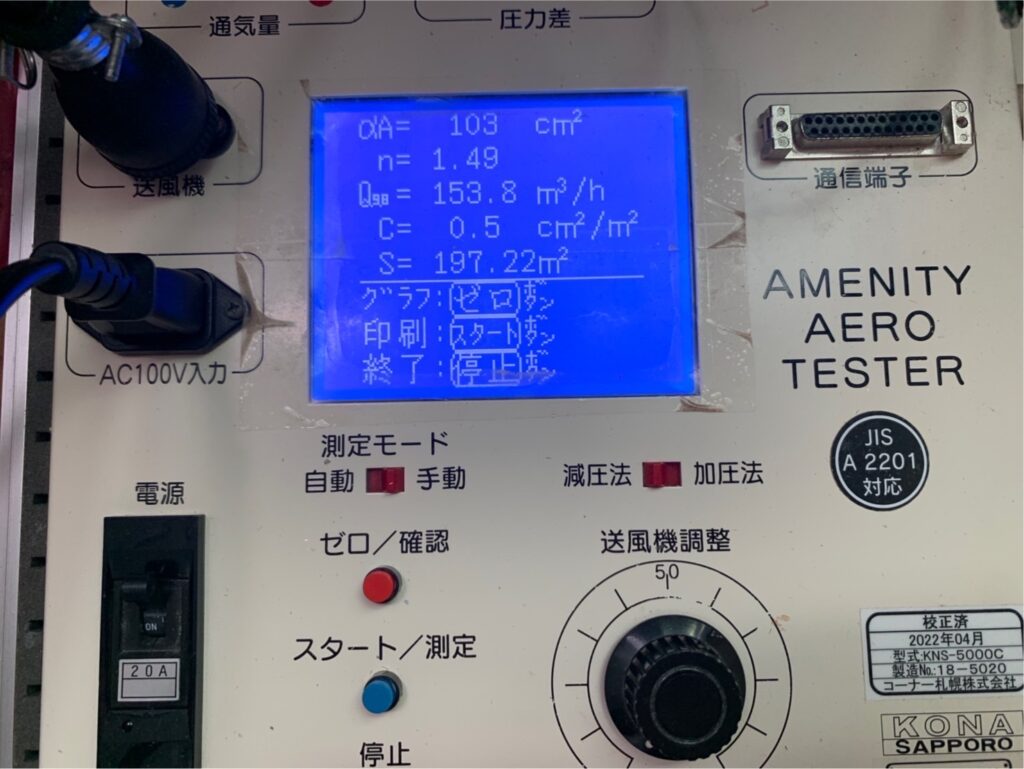 通気量
圧力差
送風機
αA= 103 cm²
n= 1.49
Q₉.₈= 153.8 m³/h
C= 0.5 cm²/m²
S= 197.22m²
グラフ:[ゼロ]ボタン
印刷:[スタート]ボタン
終了:[停止]ボタン
通信端子
AC100V入力
AMENITY
AERO
TESTER
JIS
A 2201
対応
測定モード
自動 手動
減圧法 加圧法
電源
ON
20A
ゼロ/確認
スタート/測定
停止
送風機調整
50
校正済
2022年04月
型式:KNS-5000C
製造No.:18-5020
コーナー札幌株式会社
KONA
SAPPORO